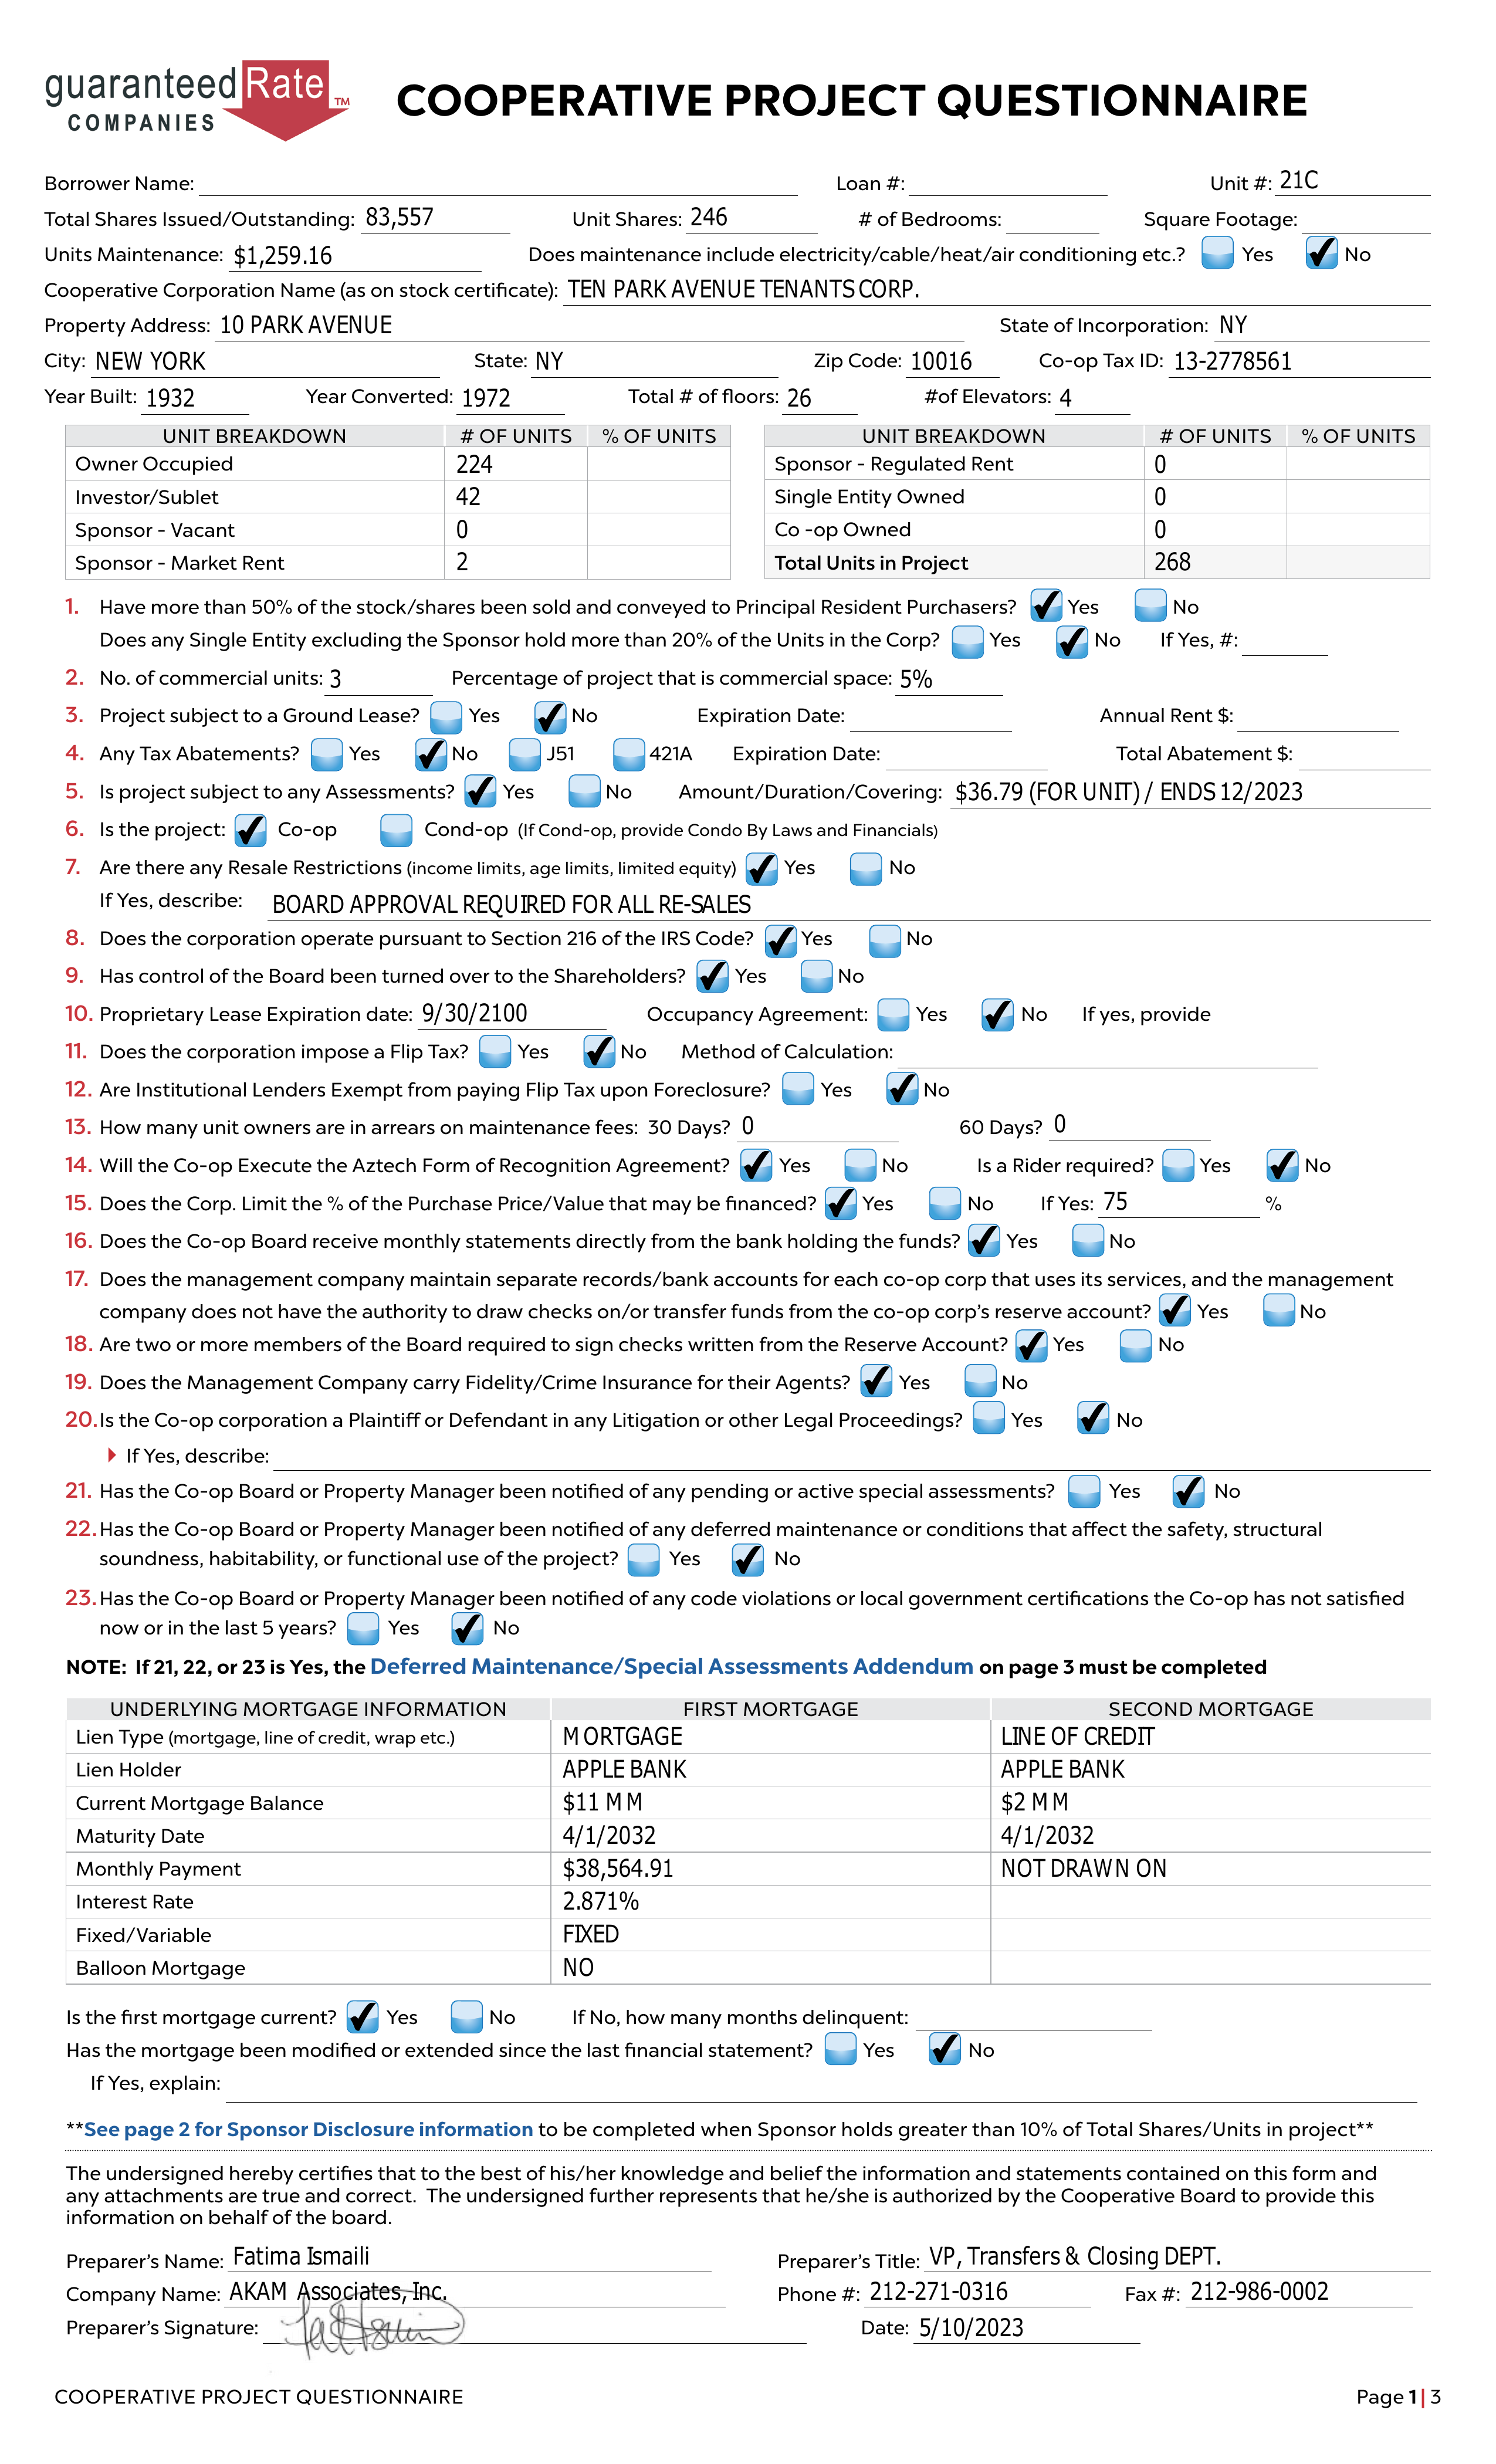 guaranteed Rate TM
COMPANIES
COOPERATIVE PROJECT QUESTIONNAIRE
Borrower Name: Loan #: Unit #: 21C
Total Shares Issued/Outstanding: 83,557 Unit Shares: 246 # of Bedrooms: Square Footage:
Units Maintenance: $1,259.16 Does maintenance include electricity/cable/heat/air conditioning etc.? Yes No
Cooperative Corporation Name (as on stock certificate): TEN PARK AVENUE TENANTS CORP.
Property Address: 10 PARK AVENUE State of Incorporation: NY
City: NEW YORK State: NY Zip Code: 10016 Co-op Tax ID: 13-2778561
Year Built: 1932 Year Converted: 1972 Total # of floors: 26 #of Elevators: 4
UNIT BREAKDOWN # OF UNITS % OF UNITS UNIT BREAKDOWN # OF UNITS % OF UNITS
Owner Occupied 224 Sponsor - Regulated Rent 0
Investor/Sublet 42 Single Entity Owned 0
Sponsor - Vacant 0 Co -op Owned 0
Sponsor - Market Rent 2 Total Units in Project 268
1. Have more than 50% of the stock/shares been sold and conveyed to Principal Resident Purchasers? Yes No
Does any Single Entity excluding the Sponsor hold more than 20% of the Units in the Corp? Yes No If Yes, #:
2. No. of commercial units: 3 Percentage of project that is commercial space: 5%
3. Project subject to a Ground Lease? Yes No Expiration Date: Annual Rent $:
4. Any Tax Abatements? Yes No J51 421A Expiration Date: Total Abatement $:
5. Is project subject to any Assessments? Yes No Amount/Duration/Covering: $36.79 (FOR UNIT) / ENDS 12/2023
6. Is the project: Co-op Cond-op (If Cond-op, provide Condo By Laws and Financials)
7. Are there any Resale Restrictions (income limits, age limits, limited equity) Yes No
If Yes, describe: BOARD APPROVAL REQUIRED FOR ALL RE-SALES
8. Does the corporation operate pursuant to Section 216 of the IRS Code? Yes No
9. Has control of the Board been turned over to the Shareholders? Yes No
10. Proprietary Lease Expiration date: 9/30/2100 Occupancy Agreement: Yes No If yes, provide
11. Does the corporation impose a Flip Tax? Yes No Method of Calculation:
12. Are Institutional Lenders Exempt from paying Flip Tax upon Foreclosure? Yes No
13. How many unit owners are in arrears on maintenance fees: 30 Days? 0 60 Days? 0
14. Will the Co-op Execute the Aztech Form of Recognition Agreement? Yes No Is a Rider required? Yes No
15. Does the Corp. Limit the % of the Purchase Price/Value that may be financed? Yes No If Yes: 75 %
16. Does the Co-op Board receive monthly statements directly from the bank holding the funds? Yes No
17. Does the management company maintain separate records/bank accounts for each co-op corp that uses its services, and the management
company does not have the authority to draw checks on/or transfer funds from the co-op corp's reserve account? Yes No
18. Are two or more members of the Board required to sign checks written from the Reserve Account? Yes No
19. Does the Management Company carry Fidelity/Crime Insurance for their Agents? Yes No
20. Is the Co-op corporation a Plaintiff or Defendant in any Litigation or other Legal Proceedings? Yes No
If Yes, describe:
21. Has the Co-op Board or Property Manager been notified of any pending or active special assessments? Yes No
22. Has the Co-op Board or Property Manager been notified of any deferred maintenance or conditions that affect the safety, structural
soundness, habitability, or functional use of the project? Yes No
23. Has the Co-op Board or Property Manager been notified of any code violations or local government certifications the Co-op has not satisfied
now or in the last 5 years? Yes No
NOTE: If 21, 22, or 23 is Yes, the Deferred Maintenance/Special Assessments Addendum on page 3 must be completed
UNDERLYING MORTGAGE INFORMATION FIRST MORTGAGE SECOND MORTGAGE
Lien Type (mortgage, line of credit, wrap etc.) MORTGAGE LINE OF CREDIT
Lien Holder APPLE BANK APPLE BANK
Current Mortgage Balance $11 MM $2 MM
Maturity Date 4/1/2032 4/1/2032
Monthly Payment $38,564.91 NOT DRAWN ON
Interest Rate 2.871%
Fixed/Variable FIXED
Balloon Mortgage NO
Is the first mortgage current? Yes No If No, how many months delinquent:
Has the mortgage been modified or extended since the last financial statement? Yes No
If Yes, explain:
**See page 2 for Sponsor Disclosure information to be completed when Sponsor holds greater than 10% of Total Shares/Units in project**
The undersigned hereby certifies that to the best of his/her knowledge and belief the information and statements contained on this form and
any attachments are true and correct. The undersigned further represents that he/she is authorized by the Cooperative Board to provide this
information on behalf of the board.
Preparer's Name: Fatima Ismaili Preparer's Title: VP, Transfers & Closing DEPT.
Company Name: AKAM Associates, Inc. Phone #: 212-271-0316 Fax #: 212-986-0002
Preparer's Signature: Date: 5/10/2023
COOPERATIVE PROJECT QUESTIONNAIRE Page 1 | 3